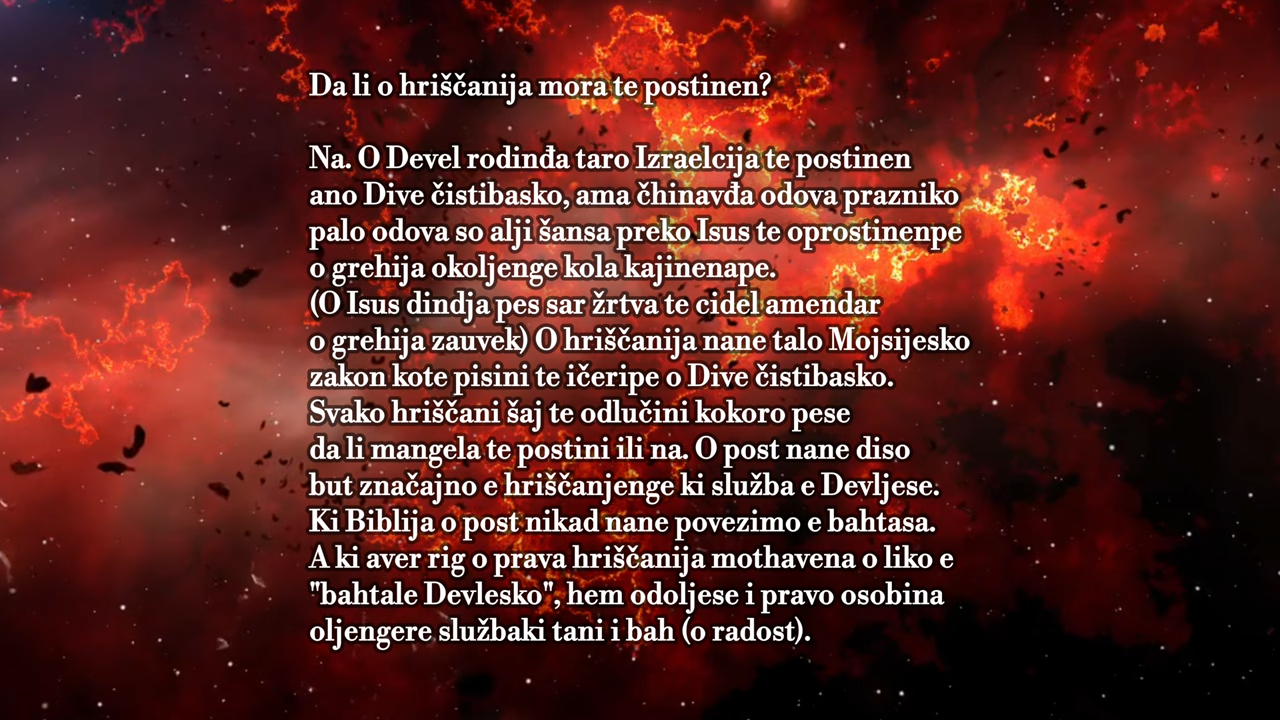 Da li o hriščanija mora te postinen?
Na. O Devel rodinđa taro Izraelcija te postinen
ano Dive čistibasko, ama čhinavđa odova prazniko
palo odova so alji šansa preko Isus te oprostinenpe
o grehija okoljenge kola kajinenape.
(O Isus dindja pes sar žrtva te cidel amendar
o grehija zauvek) O hriščanija nane talo Mojsijesko
zakon kote pisini te ičeripe o Dive čistibasko.
Svako hriščani šaj te odlučini kokoro pese
da li mangela te postini ili na. O post nane diso
but značajno e hriščanjenge ki služba e Devljese.
Ki Biblija o post nikad nane povezimo e bahtasa.
A ki aver rig o prava hriščanija mothavena o liko e
"bahtale Devlesko", hem odoljese i pravo osobina
oljengere službaki tani i bah (o radost).